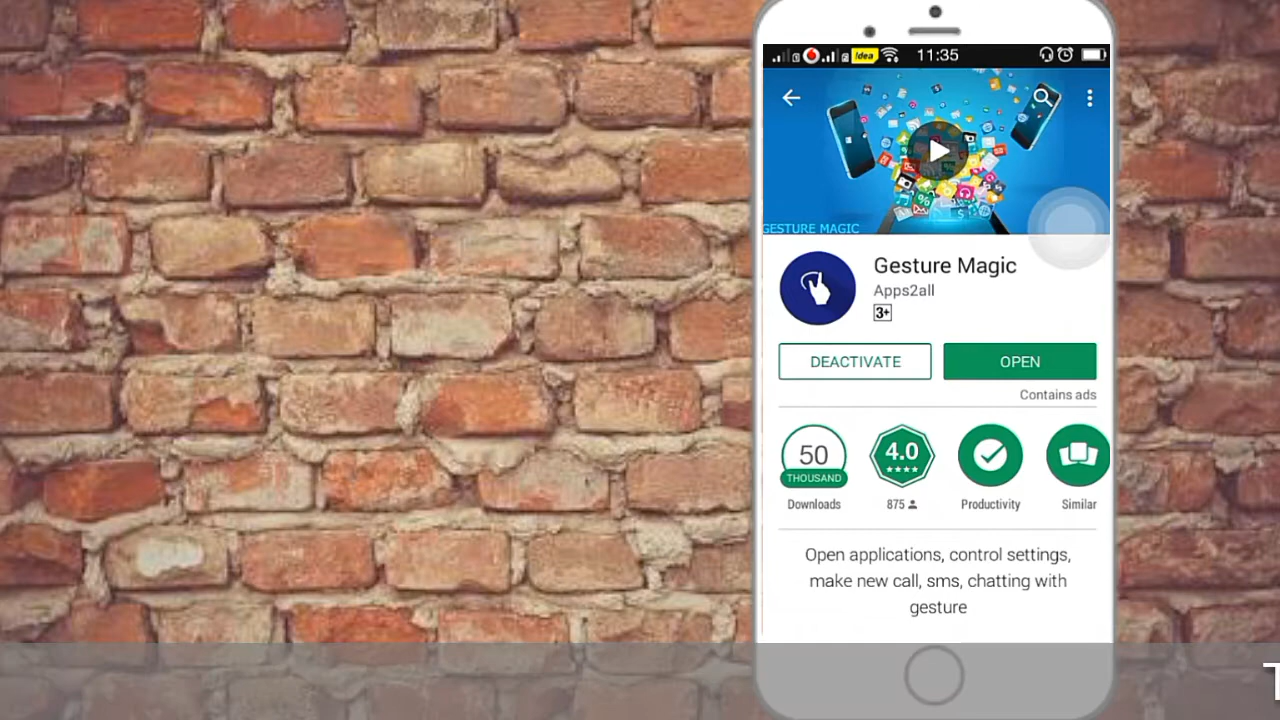 !dea 11:35
GESTURE MAGIC
Gesture Magic
Apps2all
3+
DEACTIVATE OPEN
Contains ads
50 4.0
THOUSAND
Downloads 875 Productivity Similar
Open applications, control settings,
make new call, sms, chatting with
gesture
T